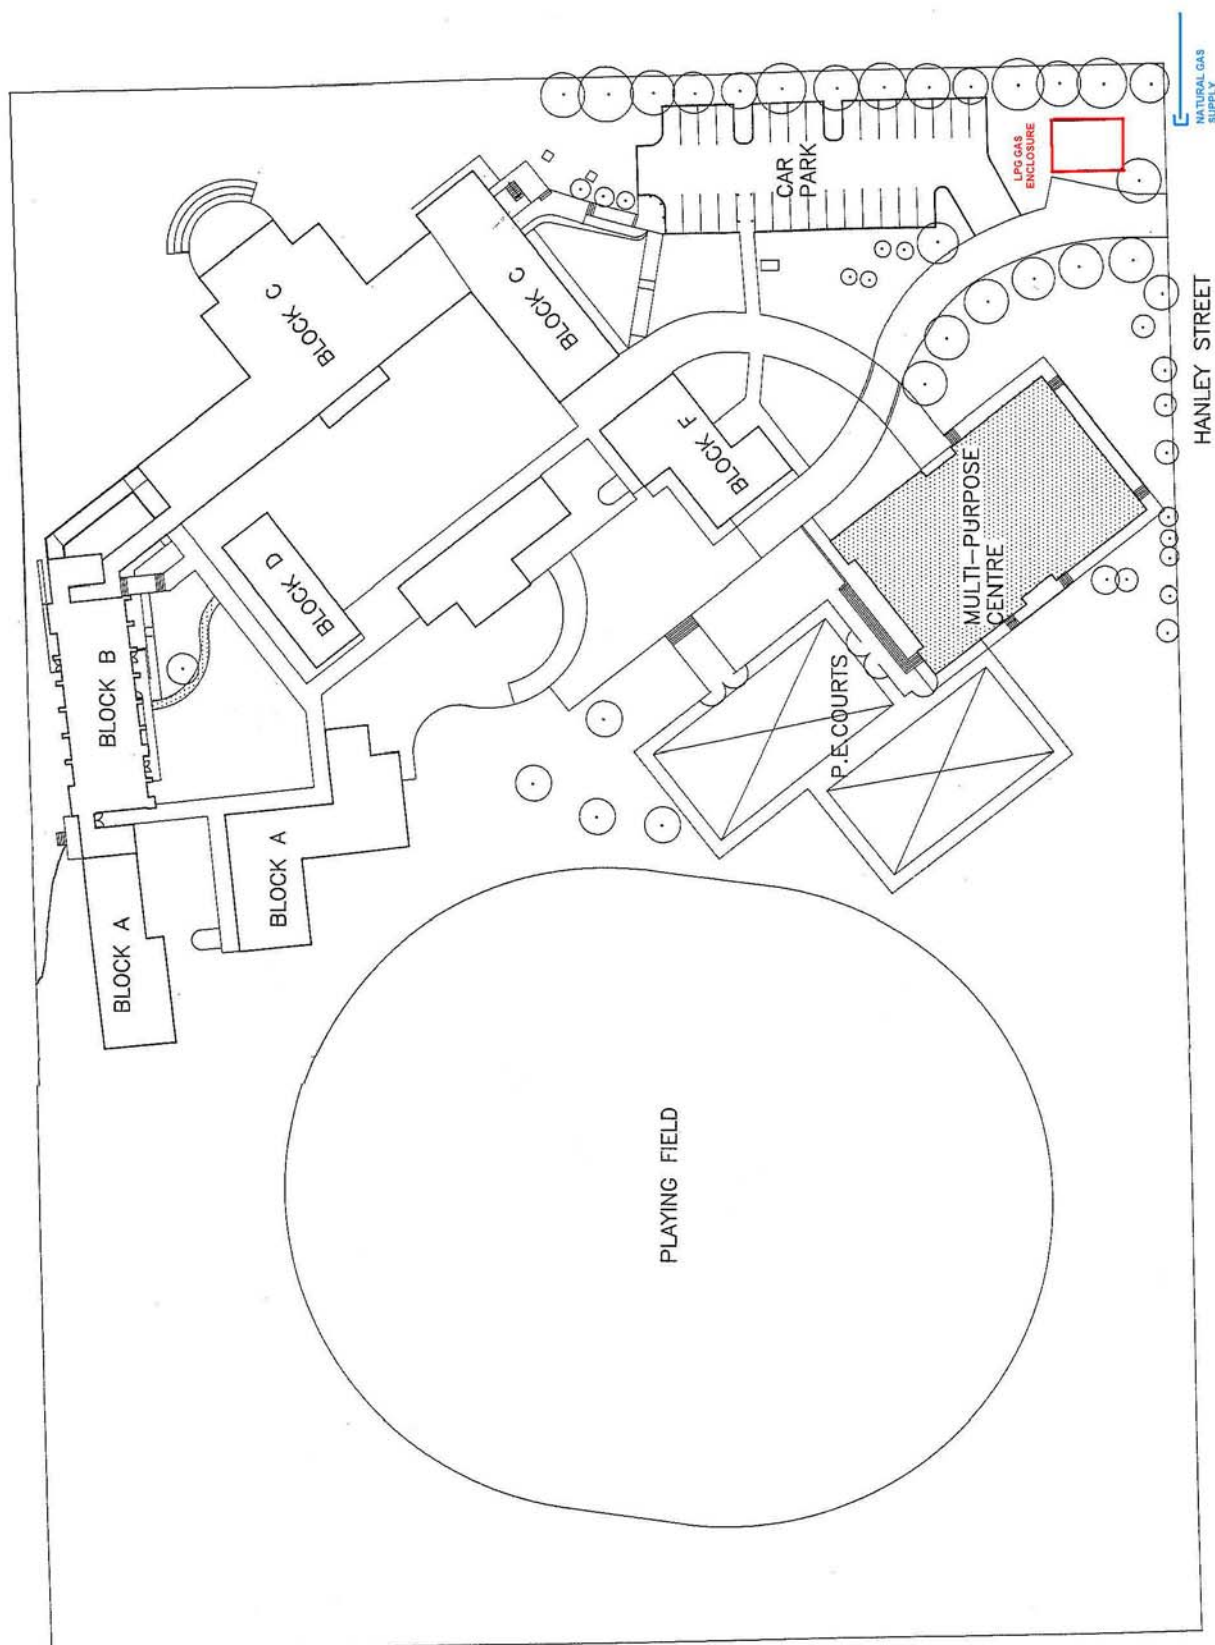 NATURAL GAS
SUPPLY
LPG GAS
ENCLOSURE
CAR
PARK
BLOCK C
BLOCK C
HANLEY STREET
BLOCK F
MULTI-PURPOSE
CENTRE
BLOCK D
P.E.COURTS
BLOCK B
BLOCK A
BLOCK A
PLAYING FIELD